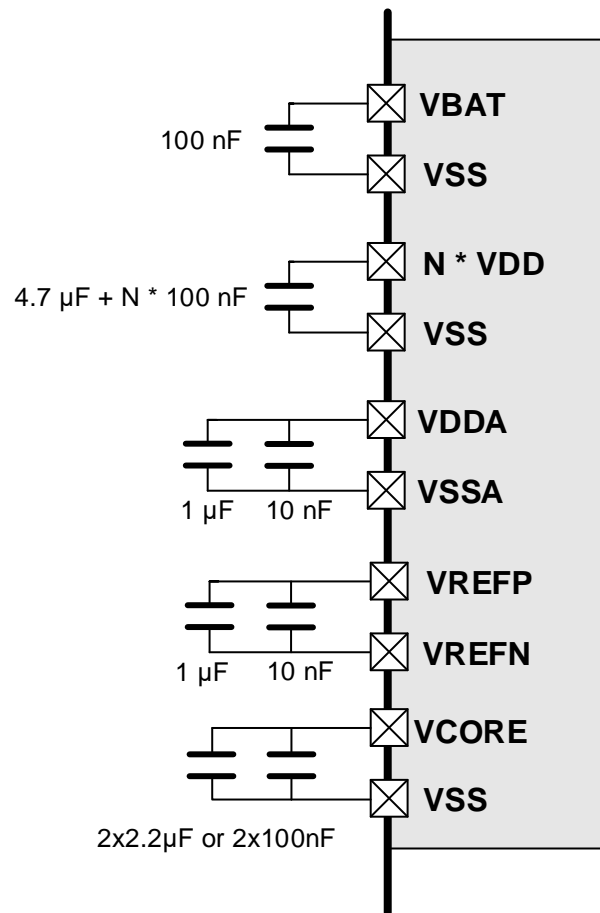 VBAT
100 nF
VSS
N * VDD
4.7 µF + N * 100 nF
VSS
VDDA
VSSA
1 µF 10 nF
VREFP
VREFN
1 µF 10 nF
VCORE
VSS
2x2.2µF or 2x100nF